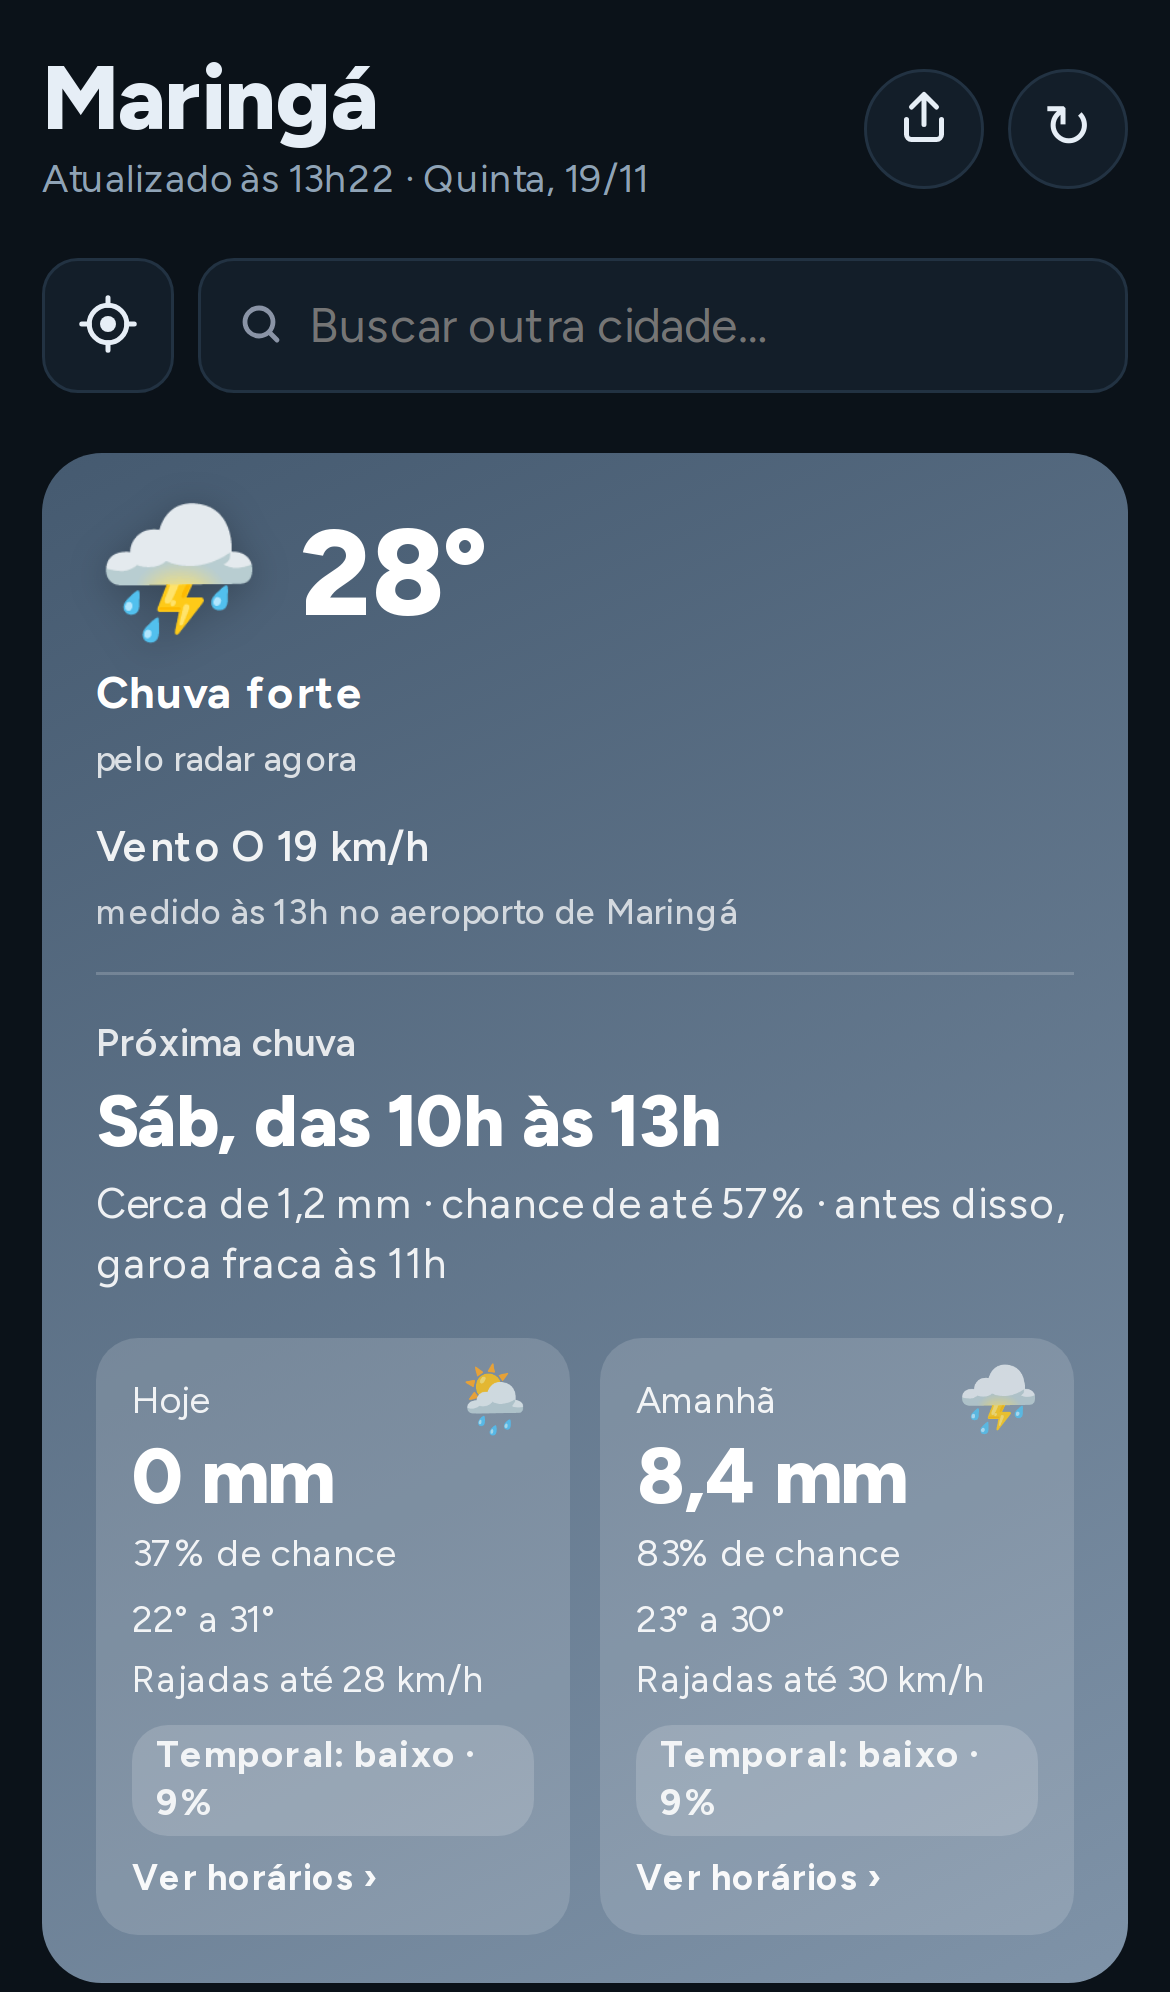 Maringá
Atualizado às 13h22 · Quinta, 19/11
Buscar outra cidade...
28°
Chuva forte
pelo radar agora
Vento O 19 km/h
medido às 13h no aeroporto de Maringá
Próxima chuva
Sáb, das 10h às 13h
Cerca de 1,2 mm · chance de até 57% · antes disso,
garoa fraca às 11h
Hoje
0 mm
37% de chance
22° a 31°
Rajadas até 28 km/h
Temporal: baixo ·
9%
Ver horários ›
Amanhã
8,4 mm
83% de chance
23° a 30°
Rajadas até 30 km/h
Temporal: baixo ·
9%
Ver horários ›